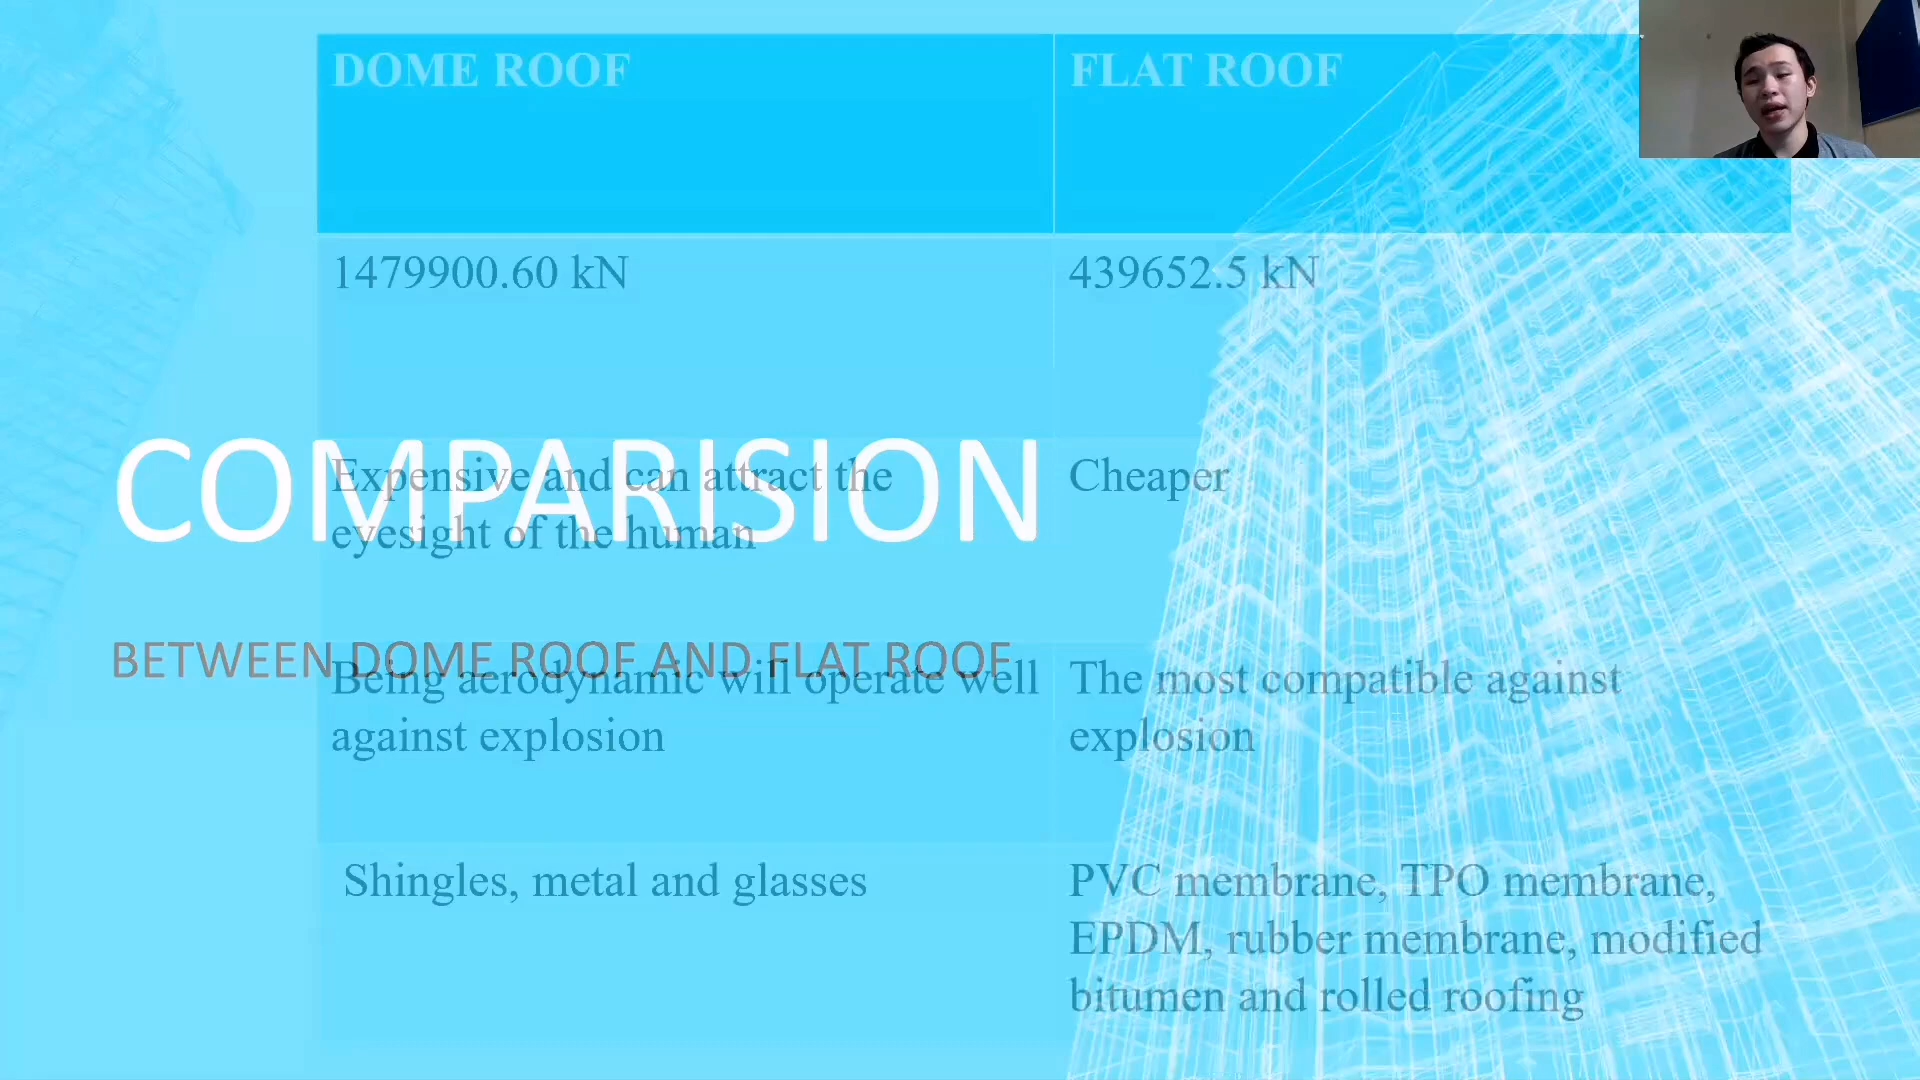 DOME ROOF
FLAT ROOF
1479900.60 kN
439652.5 kN
COMPARISION
Expensive and can attract the
eyesight of the human
Cheaper
BETWEEN DOME ROOF AND FLAT ROOF
Being aerodynamic will operate well
against explosion
The most compatible against
explosion
Shingles, metal and glasses
PVC membrane, TPO membrane,
EPDM, rubber membrane, modified
bitumen and rolled roofing